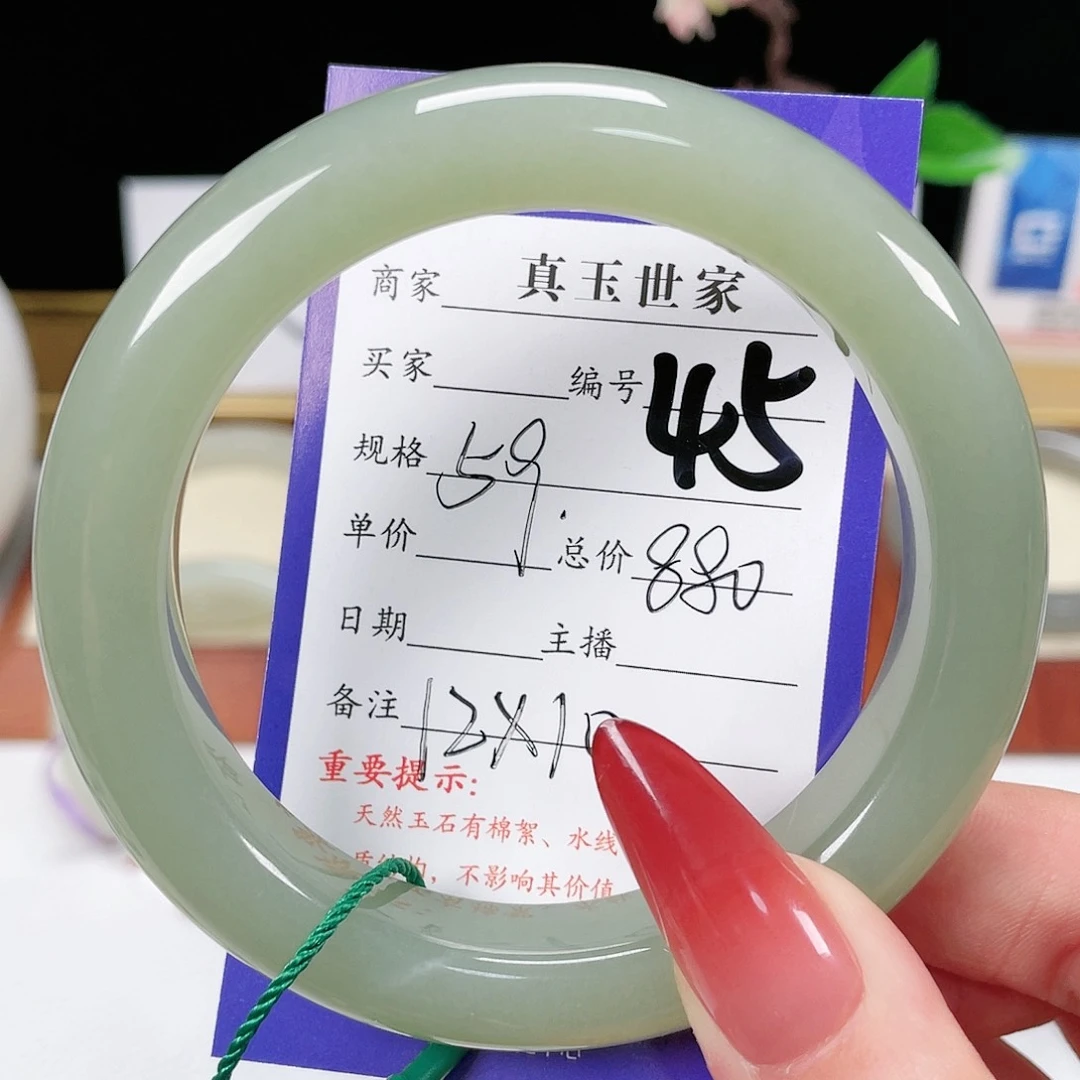 商家 真玉世家
买家 编号 45
规格 59.
单价 总价 880
日期 主播
备注 12X10
重要提示:
天然玉石有棉絮、水线
，不影响其价值